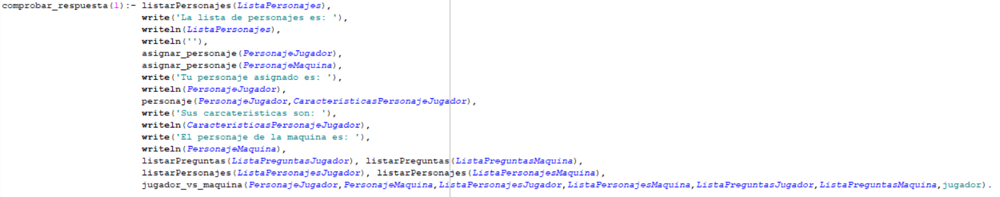 comprobar_respuesta(1):- listarPersonajes(ListaPersonajes),
write('La lista de personajes es: '),
writeln(ListaPersonajes),
writeln(''),
asignar_personaje(PersonajeJugador),
asignar_personaje(PersonajeMaquina),
write('Tu personaje asignado es: '),
writeln(PersonajeJugador),
personaje(PersonajeJugador,CaracteristicasPersonajeJugador),
write('Sus carcateristicas son: '),
writeln(CaracteristicasPersonajeJugador),
write('El personaje de la maquina es: '),
writeln(PersonajeMaquina),
listarPreguntas(ListaPreguntasJugador), listarPreguntas(ListaPreguntasMaquina),
listarPersonajes(ListaPersonajesJugador), listarPersonajes(ListaPersonajesMaquina),
jugador_vs_maquina(PersonajeJugador,PersonajeMaquina,ListaPersonajesJugador,ListaPersonajesMaquina,ListaPreguntasJugador,ListaPreguntasMaquina,jugador).